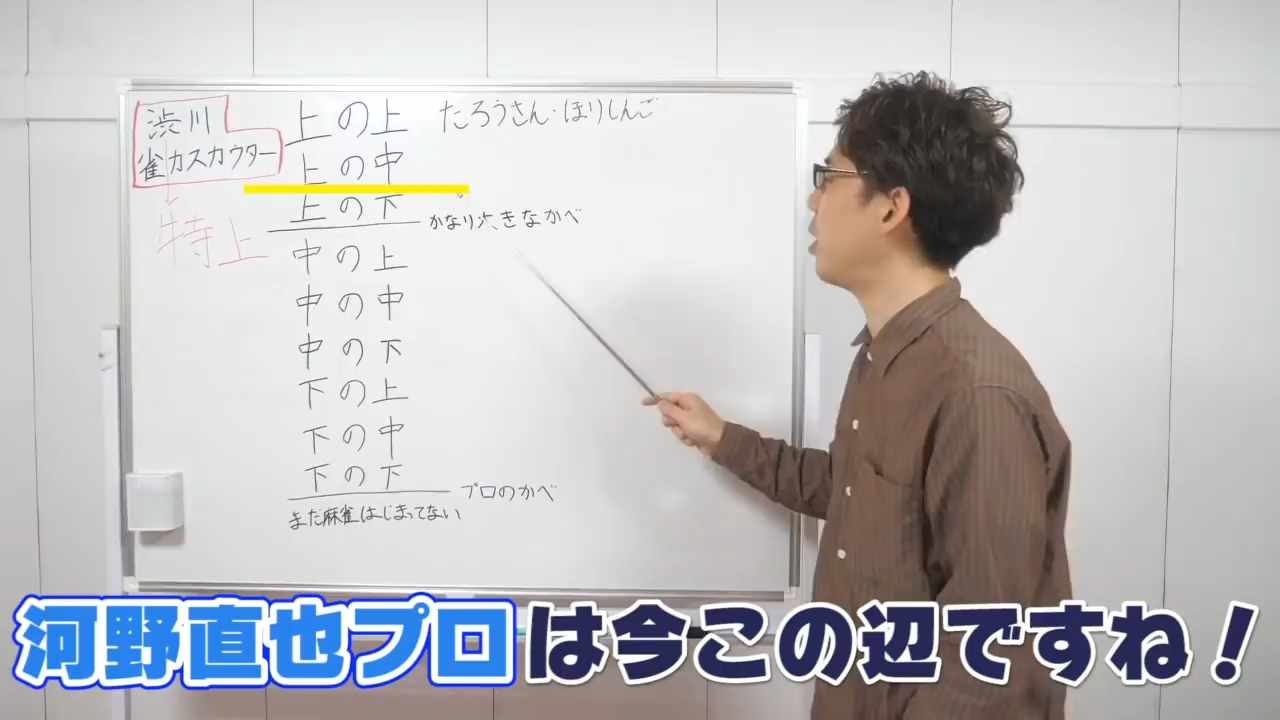 渋川
雀力スカウター
特上
上の上 たろうさん・ほりしんご
上の中
上の下
かなり大きなかべ
中の上
中の中
中の下
下の上
下の中
下の下
プロのかべ
まだ麻雀はじまってない
河野直也プロは今この辺ですね！